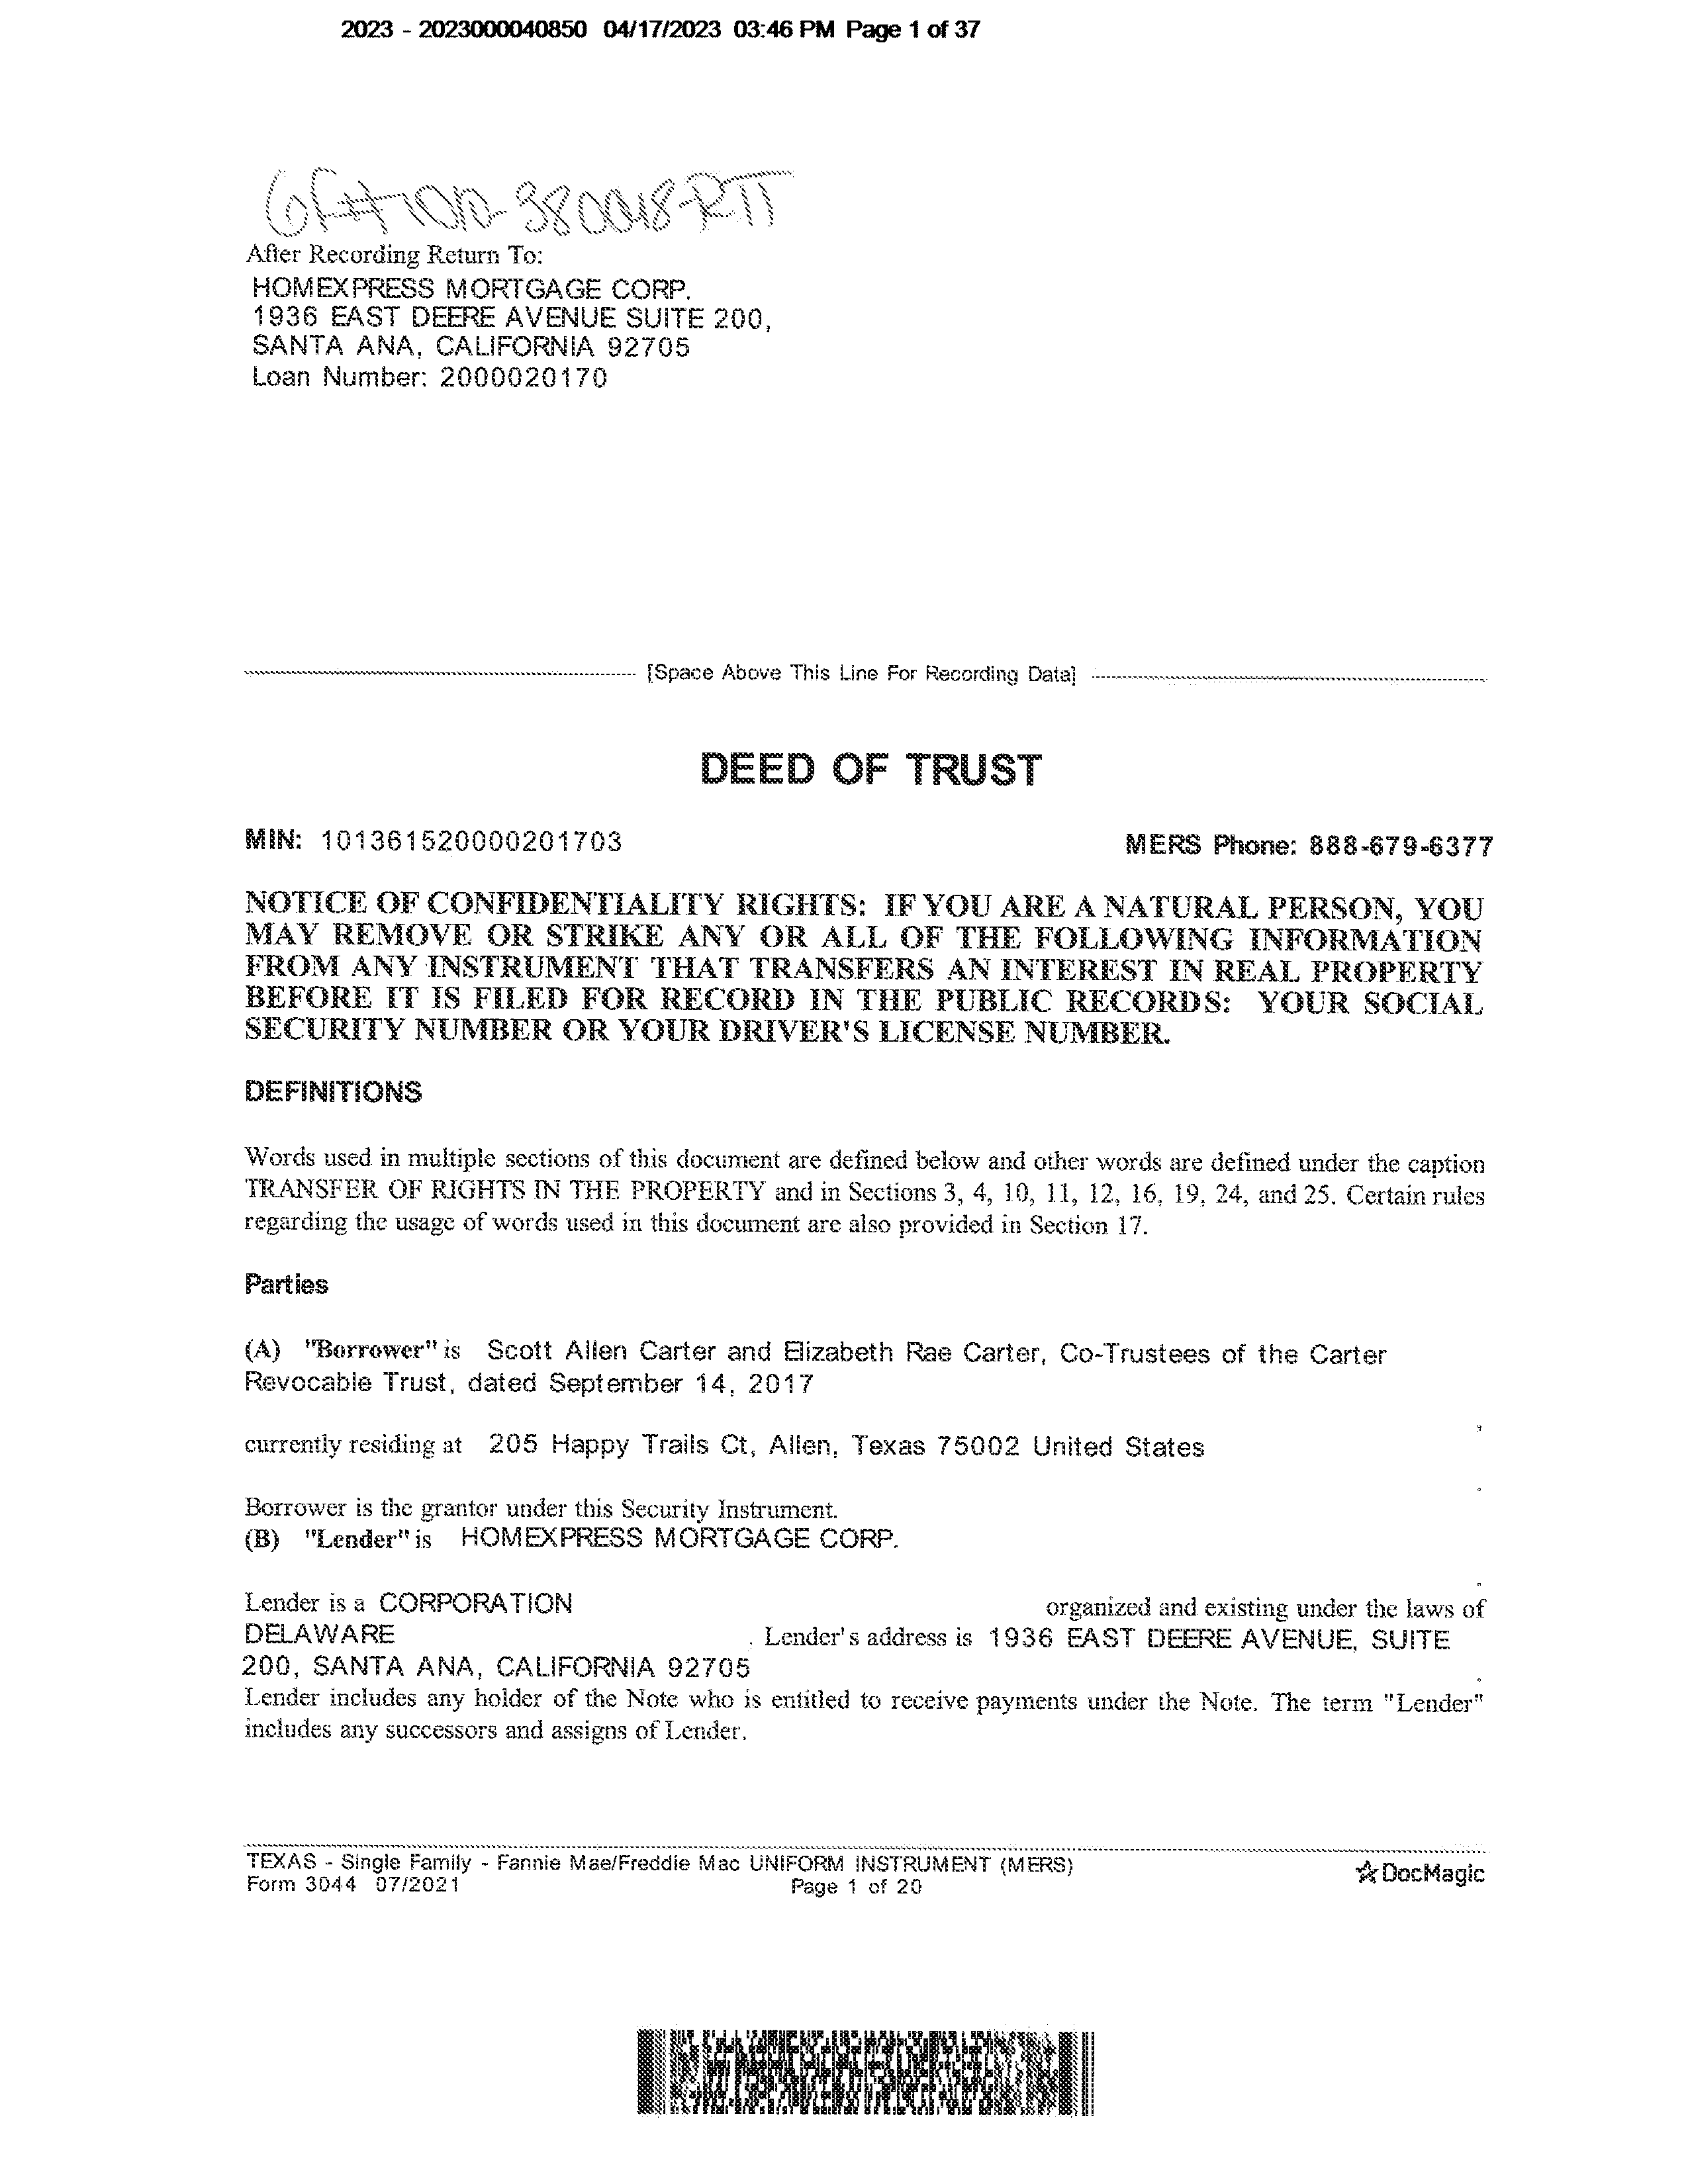 2023 - 2023000040850 04/17/2023 03:46 PM Page 1 of 37
After Recording Return To:
HOMEXPRESS MORTGAGE CORP.
1936 EAST DEERE AVENUE SUITE 200,
SANTA ANA, CALIFORNIA 92705
Loan Number: 2000020170
[Space Above This Line For Recording Data]
DEED OF TRUST
MIN: 101361520000201703 MERS Phone: 888-679-6377
NOTICE OF CONFIDENTIALITY RIGHTS: IF YOU ARE A NATURAL PERSON, YOU
MAY REMOVE OR STRIKE ANY OR ALL OF THE FOLLOWING INFORMATION
FROM ANY INSTRUMENT THAT TRANSFERS AN INTEREST IN REAL PROPERTY
BEFORE IT IS FILED FOR RECORD IN THE PUBLIC RECORDS: YOUR SOCIAL
SECURITY NUMBER OR YOUR DRIVER'S LICENSE NUMBER.
DEFINITIONS
Words used in multiple sections of this document are defined below and other words are defined under the caption
TRANSFER OF RIGHTS IN THE PROPERTY and in Sections 3, 4, 10, 11, 12, 16, 19, 24, and 25. Certain rules
regarding the usage of words used in this document are also provided in Section 17.
Parties
(A) "Borrower" is Scott Allen Carter and Elizabeth Rae Carter, Co-Trustees of the Carter
Revocable Trust, dated September 14, 2017
currently residing at 205 Happy Trails Ct, Allen, Texas 75002 United States
Borrower is the grantor under this Security Instrument.
(B) "Lender" is HOMEXPRESS MORTGAGE CORP.
Lender is a CORPORATION organized and existing under the laws of
DELAWARE . Lender's address is 1936 EAST DEERE AVENUE, SUITE
200, SANTA ANA, CALIFORNIA 92705 .
Lender includes any holder of the Note who is entitled to receive payments under the Note. The term "Lender"
includes any successors and assigns of Lender.
TEXAS - Single Family - Fannie Mae/Freddie Mac UNIFORM INSTRUMENT (MERS)
Form 3044 07/2021 Page 1 of 20
DocMagic